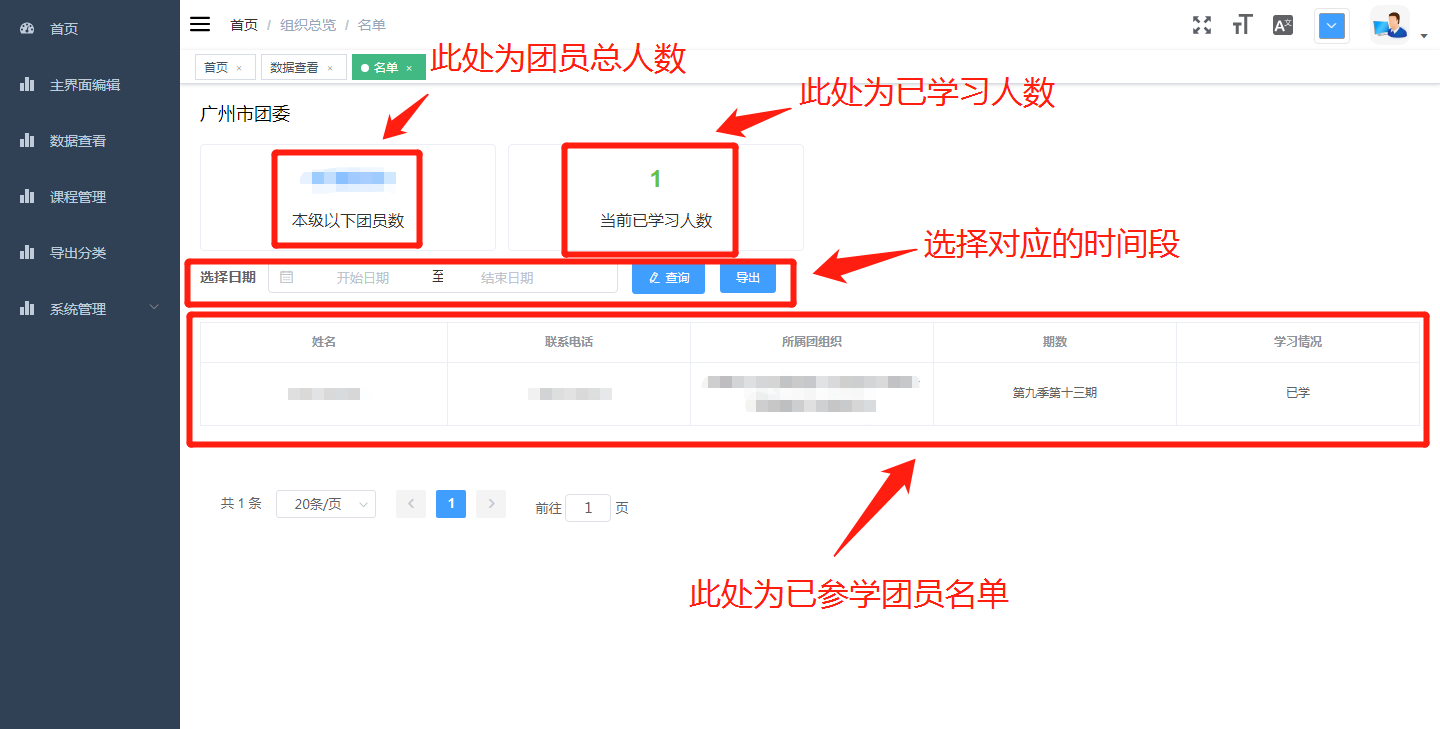 首页
主界面编辑
数据查看
课程管理
导出分类
系统管理
首页 / 组织总览 / 名单
首页 × 数据查看 × 名单 ×
此处为团员总人数
此处为已学习人数
广州市团委
1
本级以下团员数 当前已学习人数
选择对应的时间段
选择日期 开始日期 至 结束日期 查询 导出
姓名 联系电话 所属团组织 期数 学习情况
第九季第十三期 已学
共 1 条 20条/页 1 前往 1 页
此处为已参学团员名单